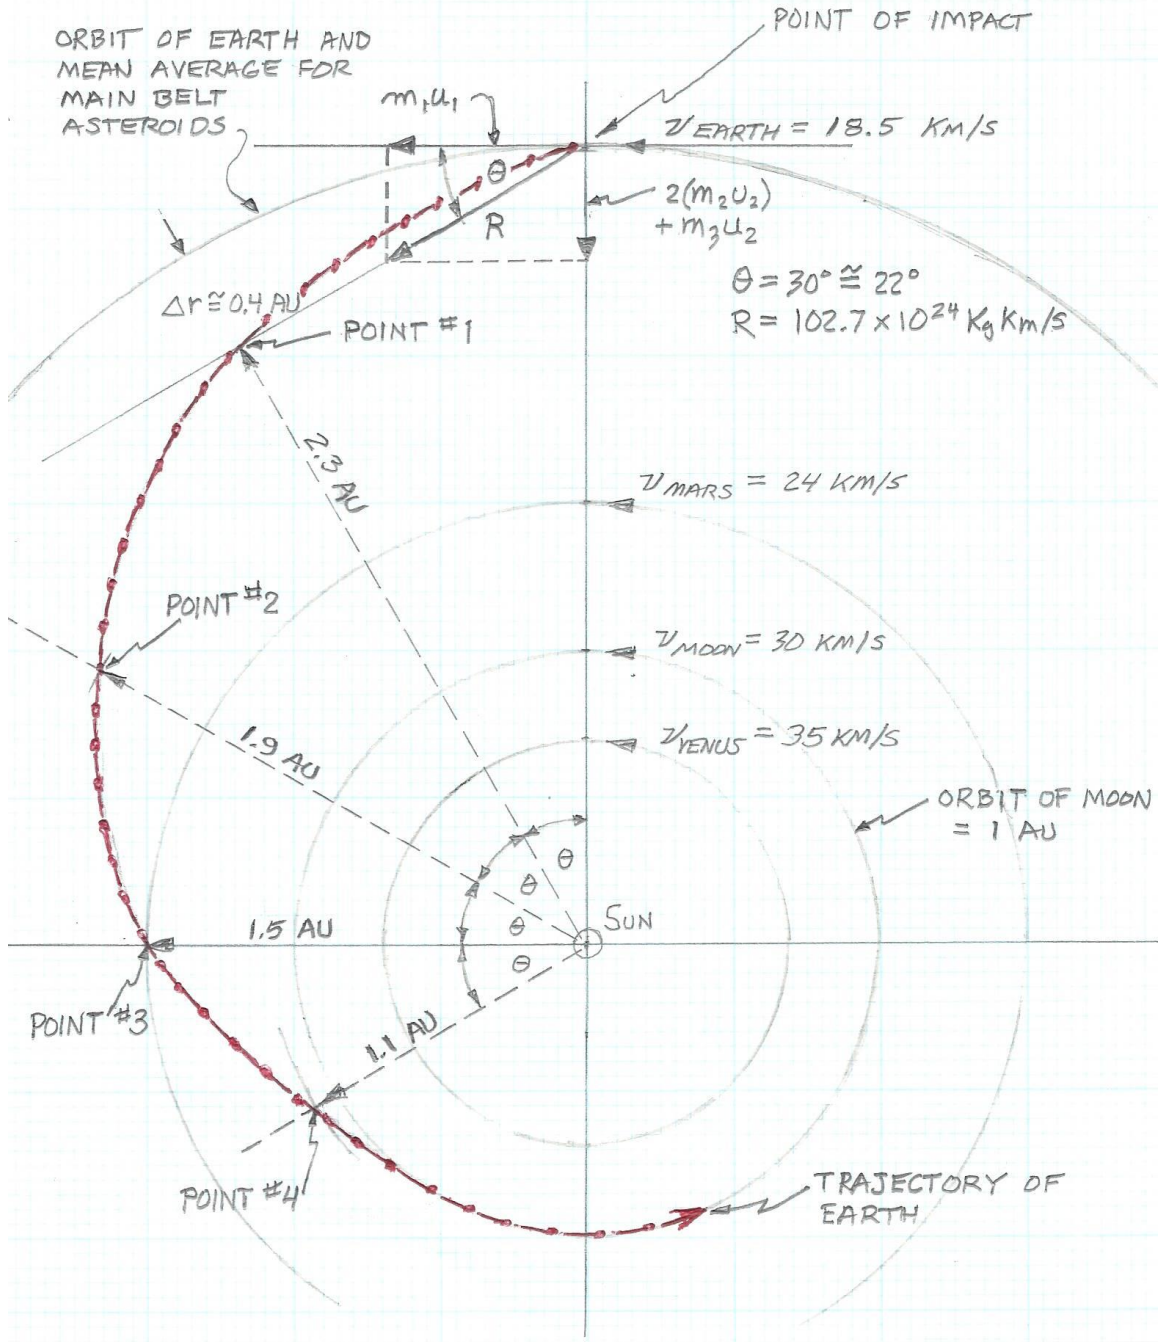 POINT OF IMPACT
ORBIT OF EARTH AND
MEAN AVERAGE FOR
MAIN BELT
ASTEROIDS
m₁u₁
v EARTH = 18.5 KM/S
θ
2(m₂u₂)
+ m₃u₂
R
θ = 30° ≅ 22°
R = 102.7 x 10²⁴ Kg Km/s
Δr ≅ 0.4 AU
POINT #1
2.3 AU
v MARS = 24 KM/S
POINT #2
v MOON = 30 KM/S
1.9 AU
v VENUS = 35 KM/S
ORBIT OF MOON
= 1 AU
θ
θ
θ
θ
SUN
1.5 AU
POINT #3
1.1 AU
POINT #4
TRAJECTORY OF
EARTH